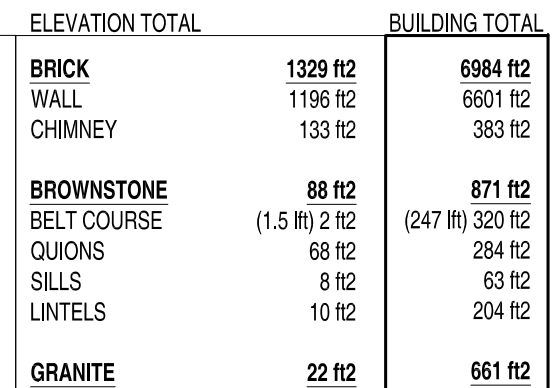 ELEVATION TOTAL BUILDING TOTAL
BRICK 1329 ft2 6984 ft2
WALL 1196 ft2 6601 ft2
CHIMNEY 133 ft2 383 ft2
BROWNSTONE 88 ft2 871 ft2
BELT COURSE (1.5 lft) 2 ft2 (247 lft) 320 ft2
QUIONS 68 ft2 284 ft2
SILLS 8 ft2 63 ft2
LINTELS 10 ft2 204 ft2
GRANITE 22 ft2 661 ft2